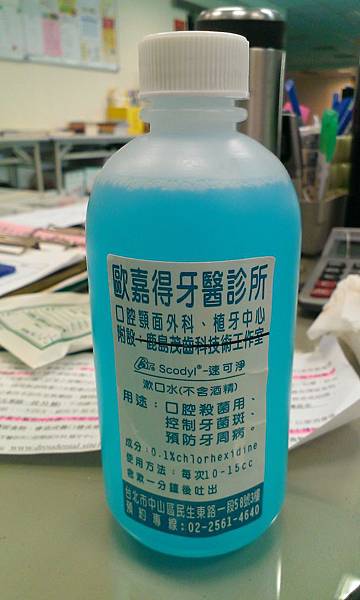 歐嘉得牙醫診所
口腔顎面外科、植牙中心
附設：鹿島茂齒科技術工作室
Scodyl®-速可淨
漱口水(不含酒精)
用途：口腔殺菌用、
控制牙菌斑、
預防牙周病。
成分：0.1%chlorhexidine
使用方法：每次10-15cc
含漱一分鐘後吐出
台北市中山區民生東路一段58號3樓
預約專線：02-2561-4640